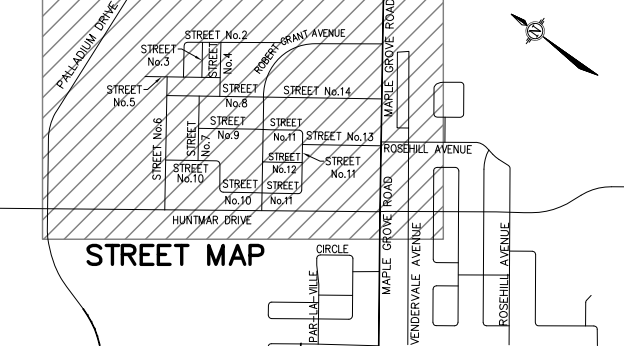 PALLADIUM DRIVE
STREET No.2
ROBERT GRANT AVENUE
MAPLE GROVE ROAD
STREET
No.3
STREET
No.4
N
STREET
No.5
STREET
No.8
STREET No.14
STREET No.6
STREET
No.7
STREET
No.9
STREET
No.11
STREET No.13
ROSEHILL AVENUE
STREET
No.10
STREET
No.12
STREET
No.11
STREET
No.10
STREET
No.11
HUNTMAR DRIVE
MAPLE GROVE ROAD
STREET MAP
CIRCLE
PAR-LA-VILLE
VENDERVALE AVENUE
ROSEHILL AVENUE